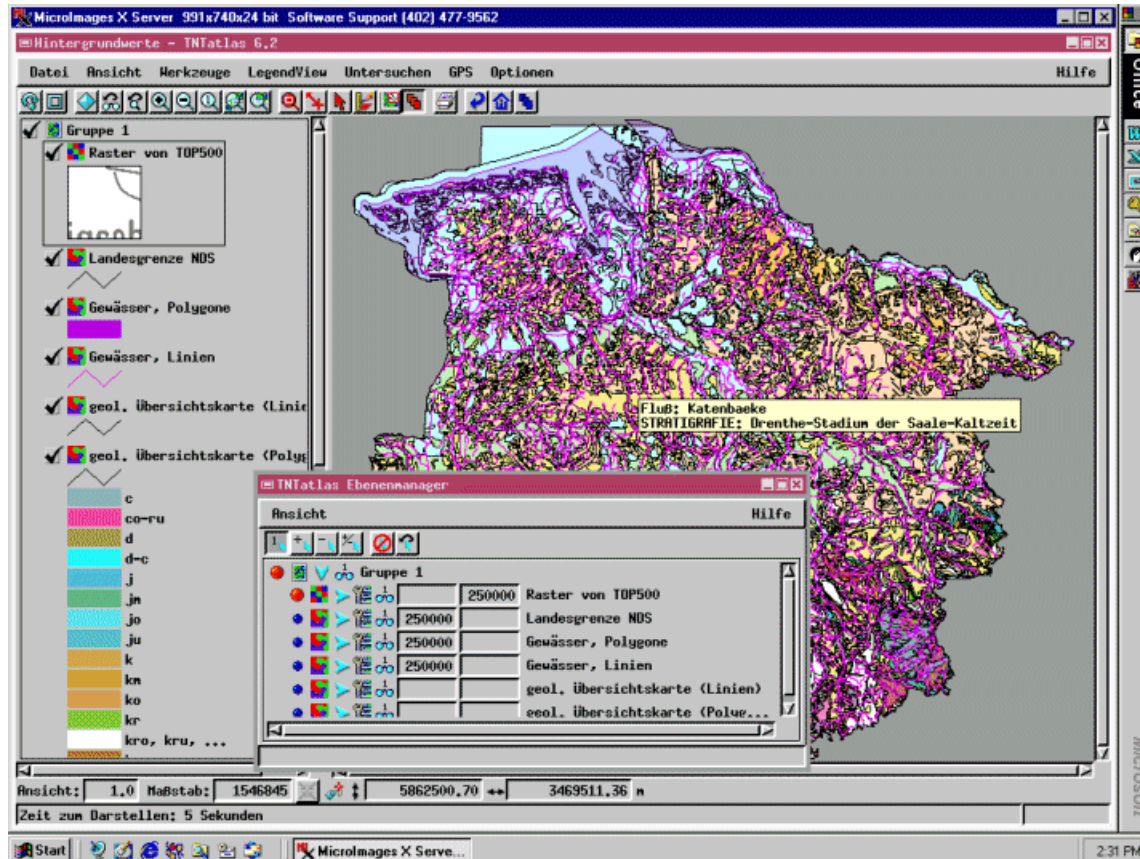 MicroImages X Server 991x740x24 bit Software Support (402) 477-9562
Hintergrundwerte - TNTatlas 6.2
Datei Ansicht Werkzeuge LegendView Untersuchen GPS Optionen Hilfe
Office
Gruppe 1
Raster von TOP500
Landesgrenze NDS
Gewässer, Polygone
Gewässer, Linien
geol. Übersichtskarte (Linie
geol. Übersichtskarte (Polyg
c
co-ru
d
d-c
j
jm
jo
ju
k
km
ko
kr
kro, kru, ...
Fluß: Katenbaeke
STRATIGRAFIE: Drenthe-Stadium der Saale-Kaltzeit
TNTatlas Ebenenmanager
Ansicht Hilfe
Gruppe 1
250000 Raster von TOP500
250000 Landesgrenze NDS
250000 Gewässer, Polygone
250000 Gewässer, Linien
geol. Übersichtskarte (Linien)
geol. Übersichtskarte (Polyg...
Ansicht: 1.0 Maßstab: 1546845 5862500.70 3469511.36 m
Zeit zum Darstellen: 5 Sekunden
Microsoft
Start MicroImages X Serve... 2:31 PM